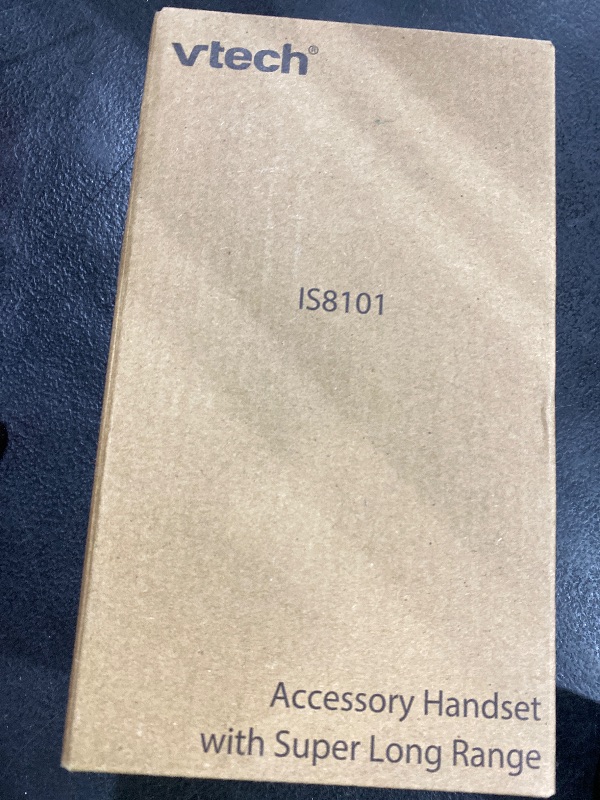 vtech®
IS8101
Accessory Handset
with Super Long Range